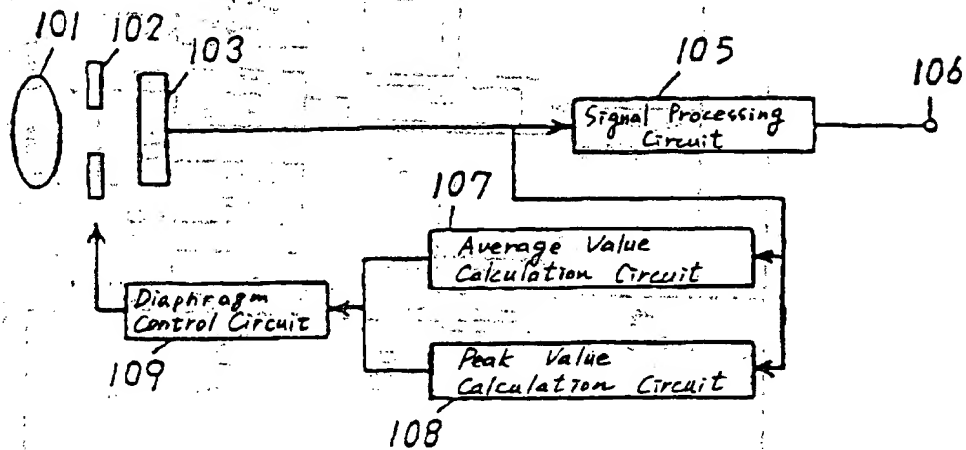 101
102
103
105
106
Signal Processing
Circuit
107
Average Value
Calculation Circuit
Diaphragm
Control Circuit
109
Peak Value
Calculation Circuit
108